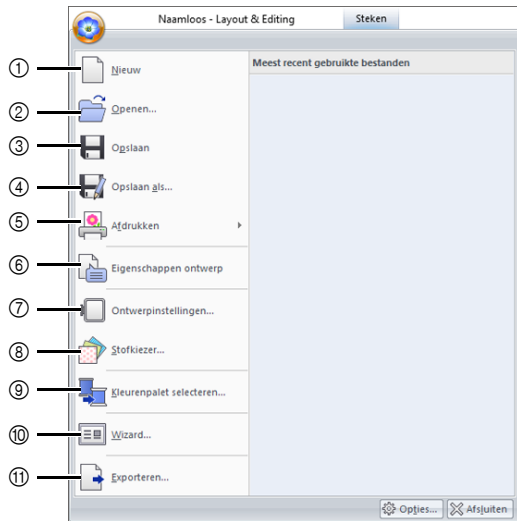 Naamloos - Layout & Editing Steken
① Nieuw Meest recent gebruikte bestanden
② Openen...
③ Opslaan
④ Opslaan als...
⑤ Afdrukken
⑥ Eigenschappen ontwerp
⑦ Ontwerpinstellingen...
⑧ Stofkiezer...
⑨ Kleurenpalet selecteren...
⑩ Wizard...
⑪ Exporteren...
Opties... Afsluiten